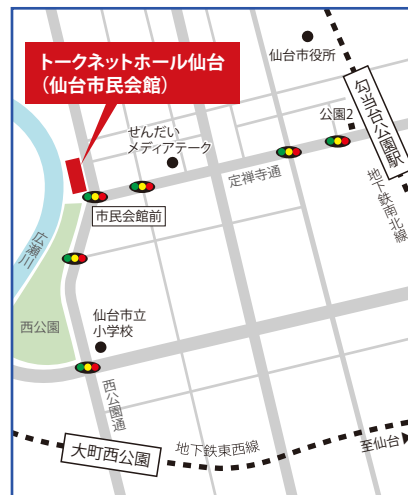 トークネットホール仙台
(仙台市民会館)
仙台市役所
勾当台公園駅
公園2
せんだい
メディアテーク
定禅寺通
地下鉄南北線
市民会館前
広瀬川
西公園
仙台市立
小学校
西公園通
大町西公園
地下鉄東西線
至仙台